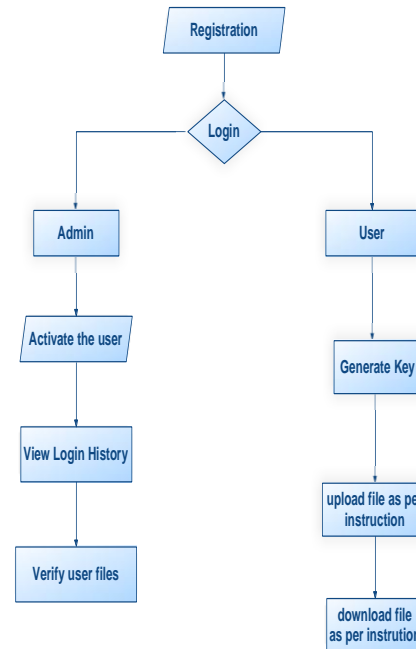 Registration
Login
Admin
User
Activate the user
Generate Key
View Login History
upload file as pe
instruction
Verify user files
download file
as per instrution